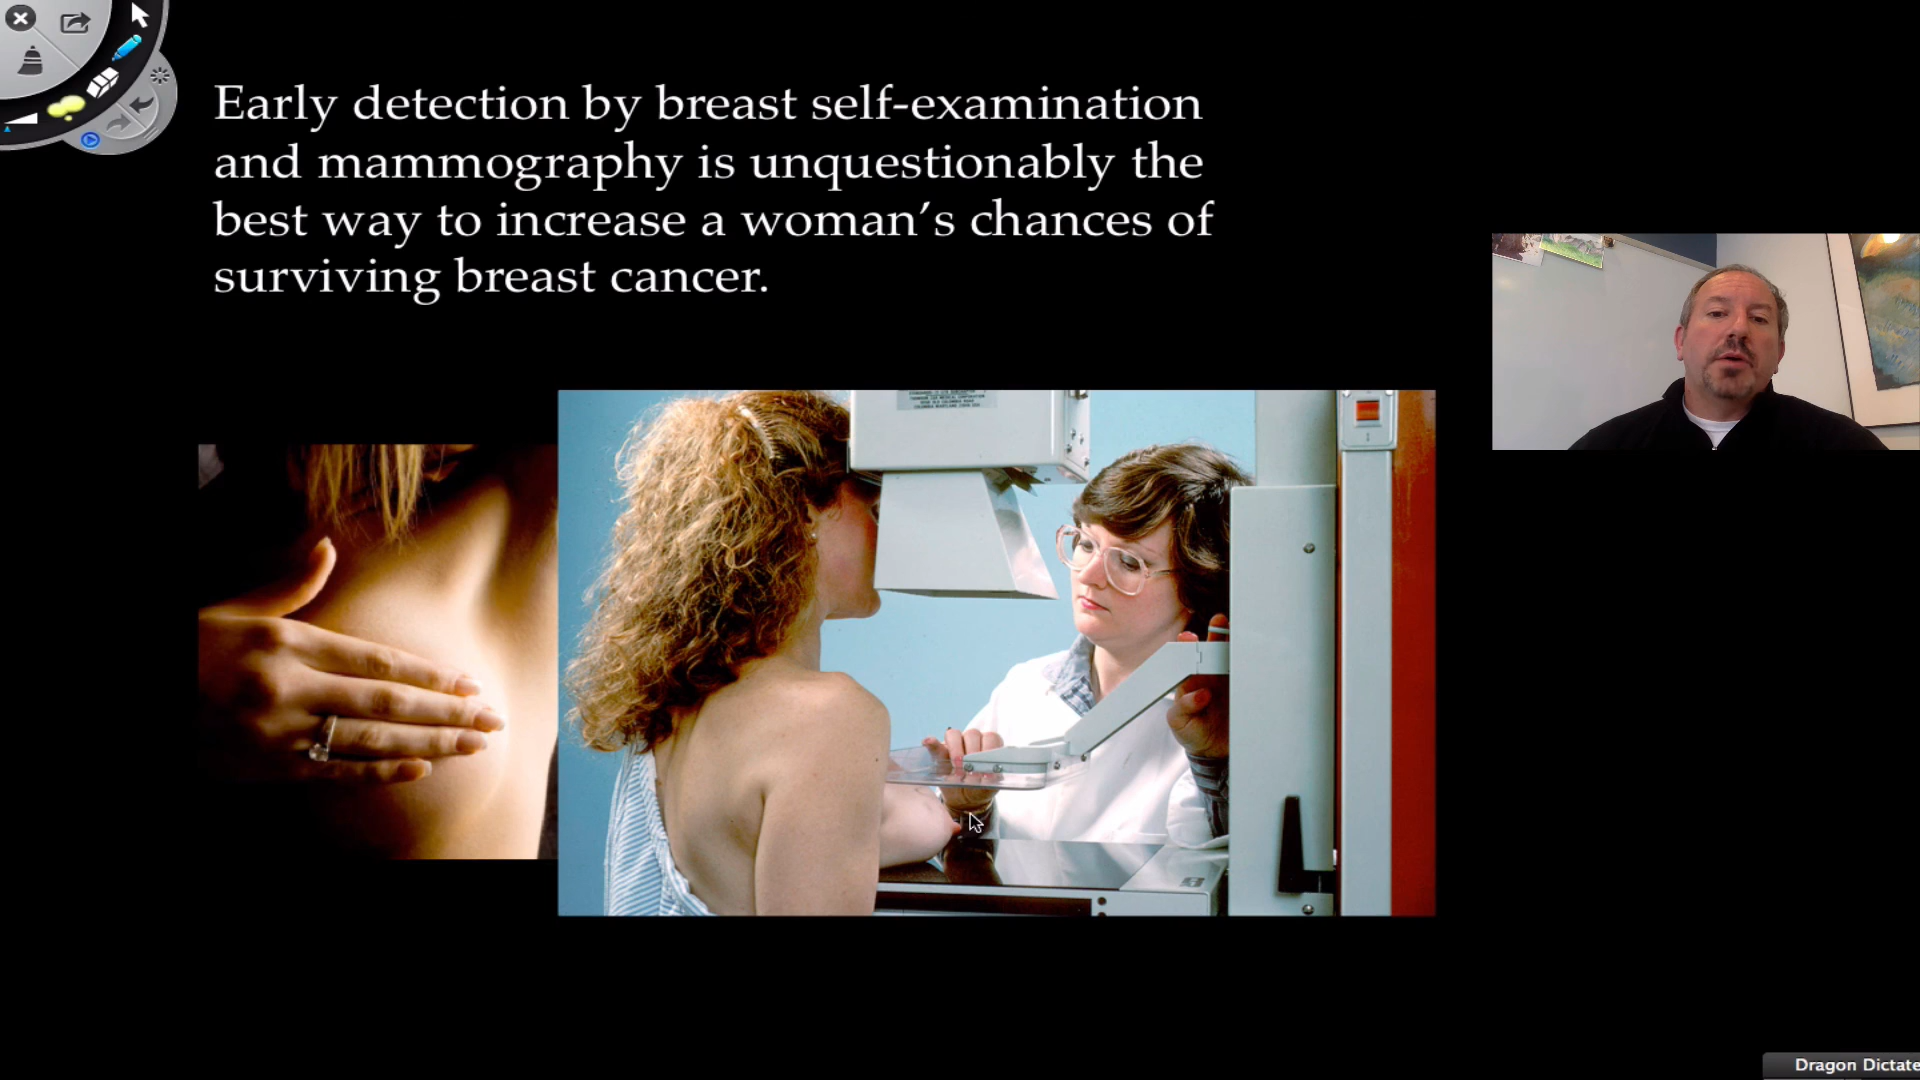 Early detection by breast self-examination
and mammography is unquestionably the
best way to increase a woman’s chances of
surviving breast cancer.
Dragon Dictate